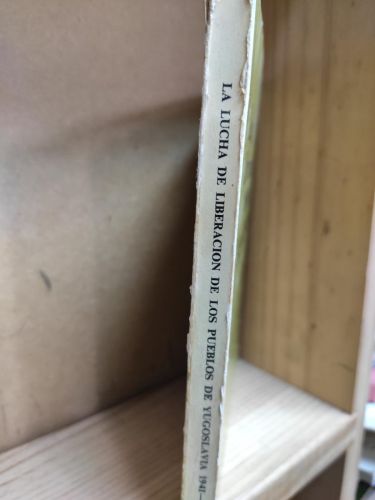 LA LUCHA DE LIBERACION DE LOS PUEBLOS DE YUGOSLAVIA 1941—